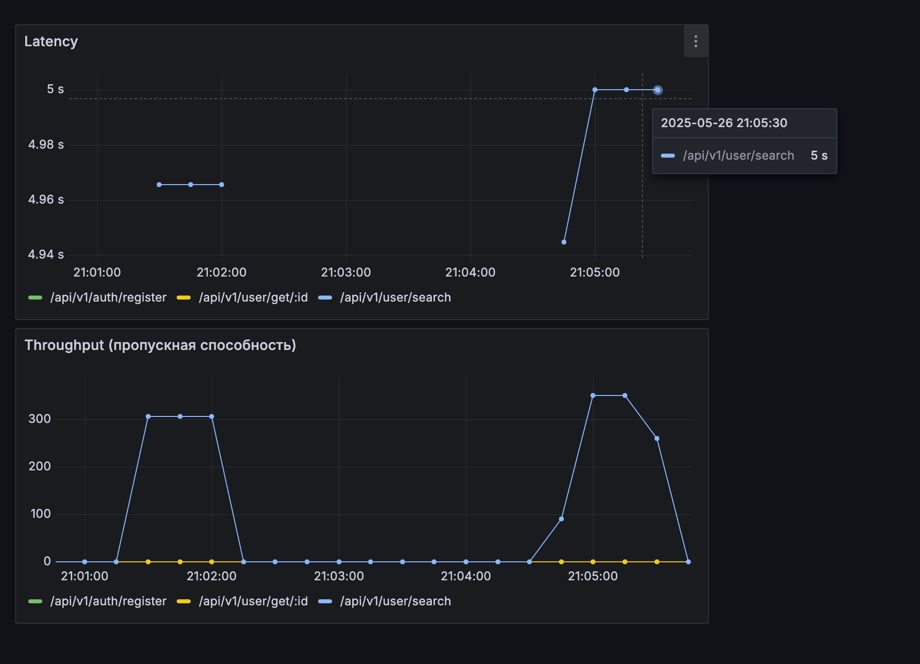 Latency
5 s
4.98 s
4.96 s
4.94 s
21:01:00 21:02:00 21:03:00 21:04:00 21:05:00
/api/v1/auth/register /api/v1/user/get/:id /api/v1/user/search
2025-05-26 21:05:30
/api/v1/user/search 5 s
Throughput (пропускная способность)
300
200
100
0
21:01:00 21:02:00 21:03:00 21:04:00 21:05:00
/api/v1/auth/register /api/v1/user/get/:id /api/v1/user/search